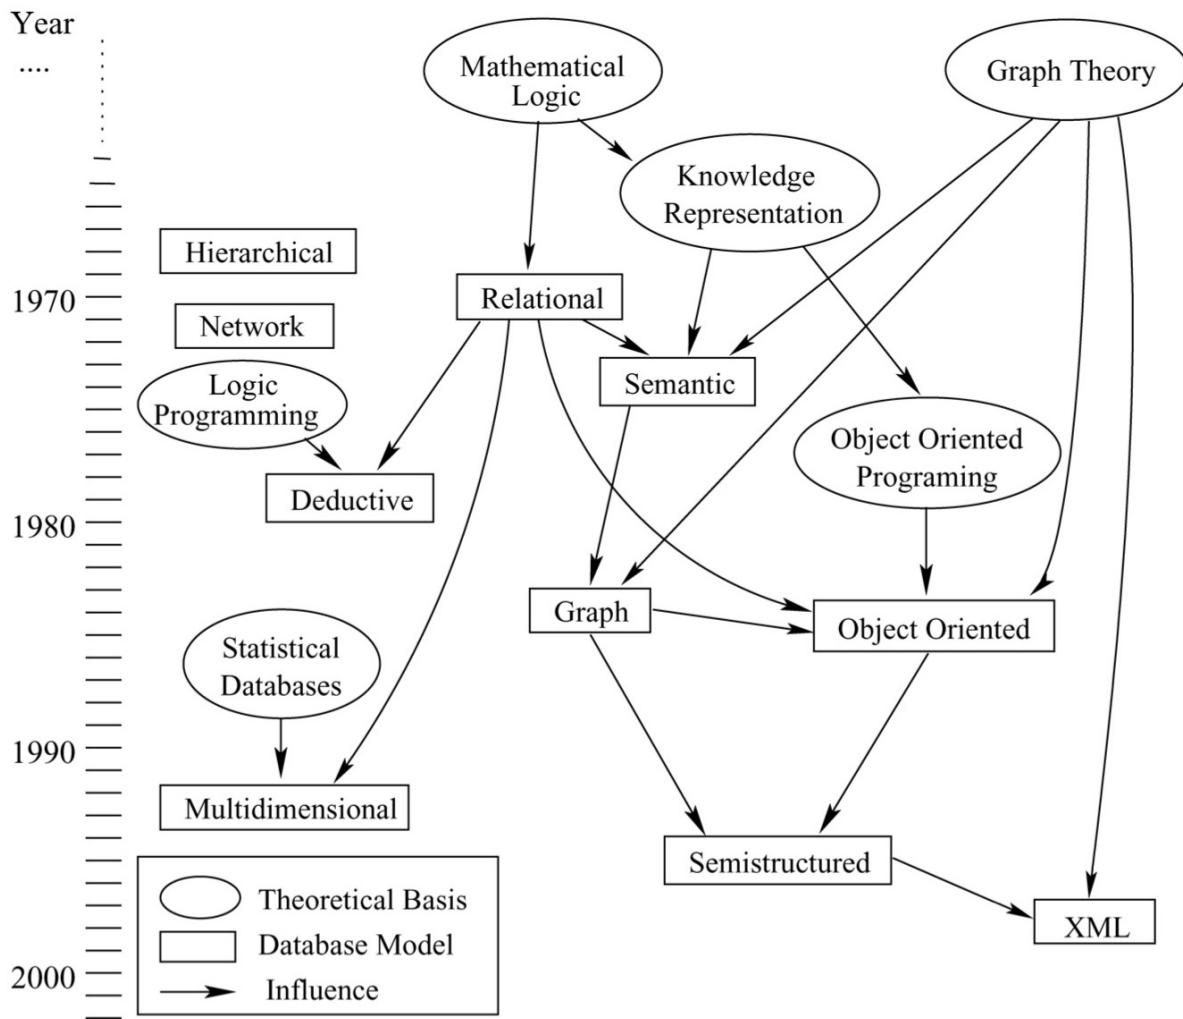 Year
....
Mathematical
Logic
Graph Theory
Knowledge
Representation
Hierarchical
1970
Relational
Network
Semantic
Logic
Programming
Object Oriented
Programing
Deductive
1980
Graph
Object Oriented
Statistical
Databases
1990
Multidimensional
Semistructured
Theoretical Basis
XML
Database Model
2000
Influence